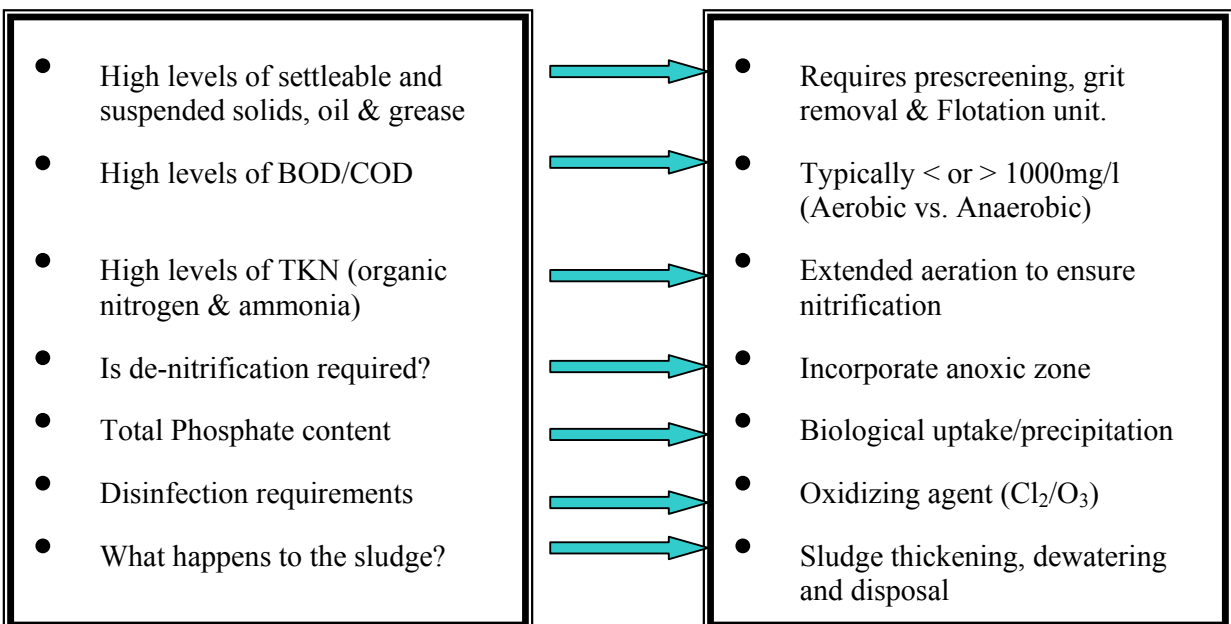 • High levels of settleable and
suspended solids, oil & grease
• Requires prescreening, grit
removal & Flotation unit.
• High levels of BOD/COD
• Typically < or > 1000mg/l
(Aerobic vs. Anaerobic)
• High levels of TKN (organic
nitrogen & ammonia)
• Extended aeration to ensure
nitrification
• Is de-nitrification required?
• Incorporate anoxic zone
• Total Phosphate content
• Biological uptake/precipitation
• Disinfection requirements
• Oxidizing agent (Cl₂/O₃)
• What happens to the sludge?
• Sludge thickening, dewatering
and disposal